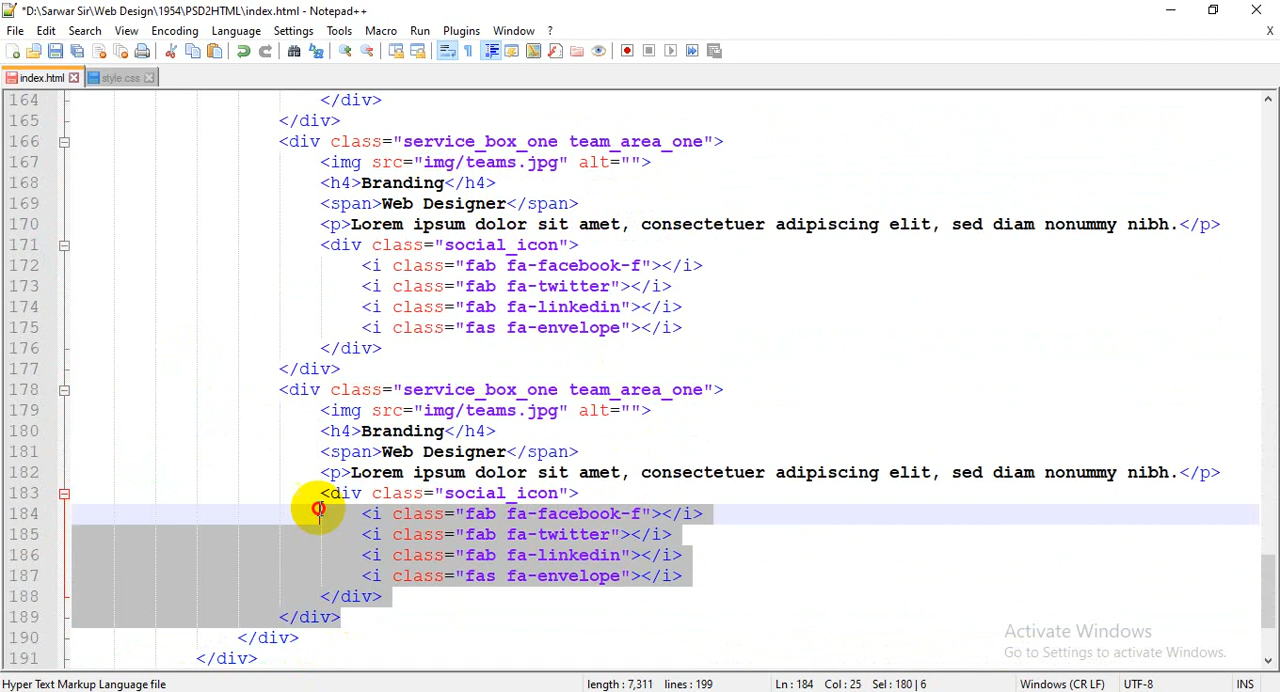 *D:\Sarwar Sir\Web Design\1954\PSD2HTML\index.html - Notepad++
File Edit Search View Encoding Language Settings Tools Macro Run Plugins Window ? X
index.html style.css
164 </div>
165 </div>
166 <div class="service_box_one team_area_one">
167 <img src="img/teams.jpg" alt="">
168 <h4>Branding</h4>
169 <span>Web Designer</span>
170 <p>Lorem ipsum dolor sit amet, consectetuer adipiscing elit, sed diam nonummy nibh.</p>
171 <div class="social_icon">
172 <i class="fab fa-facebook-f"></i>
173 <i class="fab fa-twitter"></i>
174 <i class="fab fa-linkedin"></i>
175 <i class="fas fa-envelope"></i>
176 </div>
177 </div>
178 <div class="service_box_one team_area_one">
179 <img src="img/teams.jpg" alt="">
180 <h4>Branding</h4>
181 <span>Web Designer</span>
182 <p>Lorem ipsum dolor sit amet, consectetuer adipiscing elit, sed diam nonummy nibh.</p>
183 <div class="social_icon">
184 <i class="fab fa-facebook-f"></i>
185 <i class="fab fa-twitter"></i>
186 <i class="fab fa-linkedin"></i>
187 <i class="fas fa-envelope"></i>
188 </div>
189 </div>
190 </div>
191 </div>
Activate Windows
Go to Settings to activate Windows.
Hyper Text Markup Language file length : 7,311 lines : 199 Ln : 184 Col : 25 Sel : 180 | 6 Windows (CR LF) UTF-8 INS